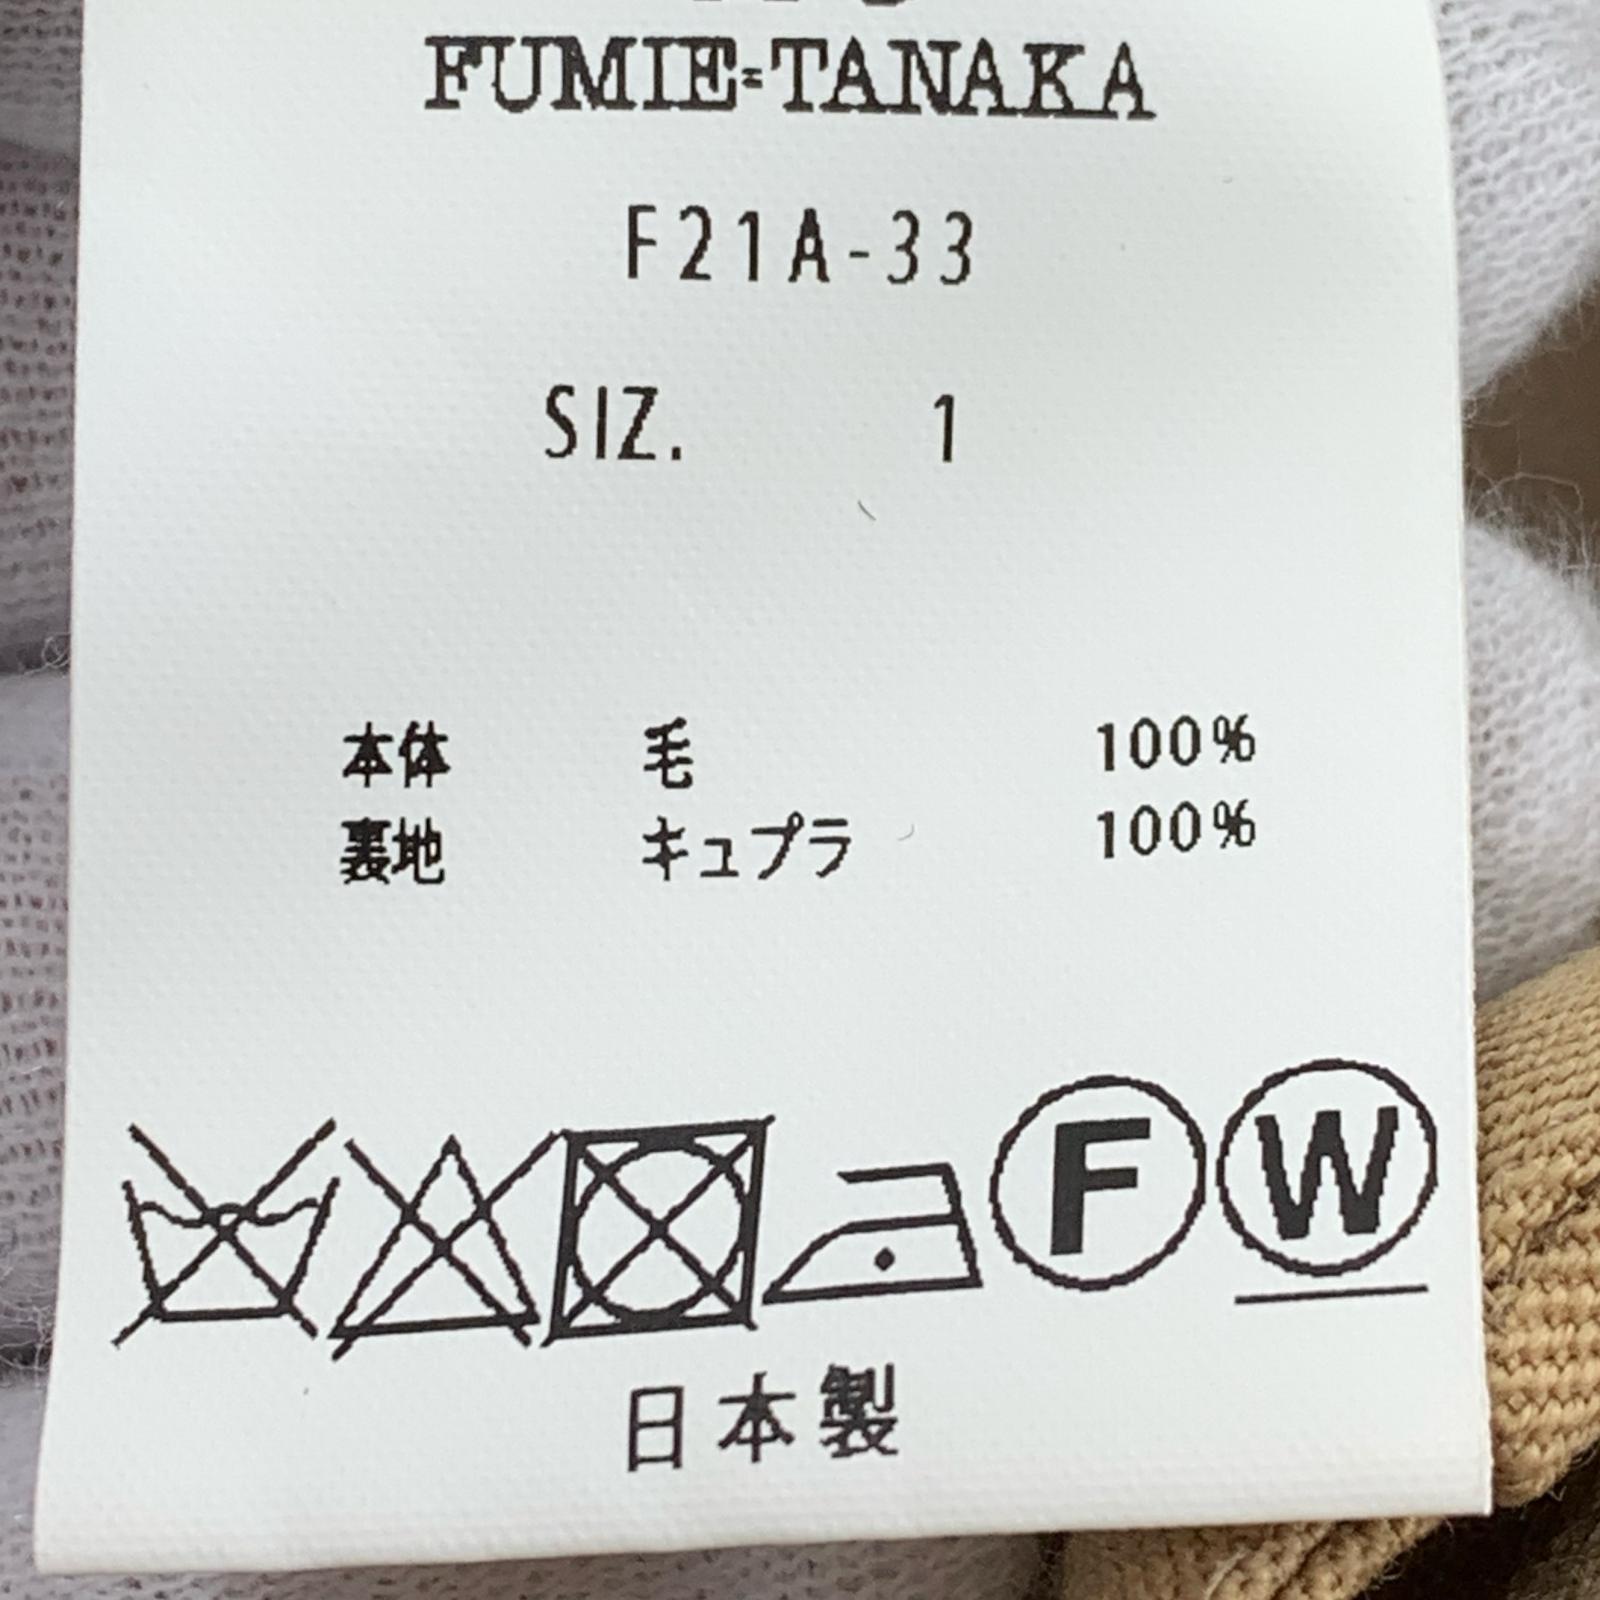 FUMIE=TANAKA
F21A-33
SIZ. 1
本体 毛 100%
裏地 キュプラ 100%
F W
日本製